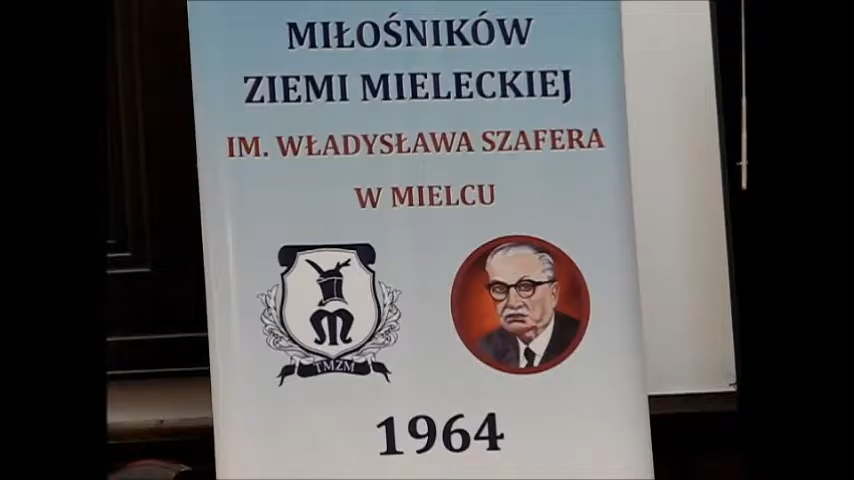 MIŁOŚNIKÓW
ZIEMI MIELECKIEJ
IM. WŁADYSŁAWA SZAFERA
W MIELCU
TMZM
1964